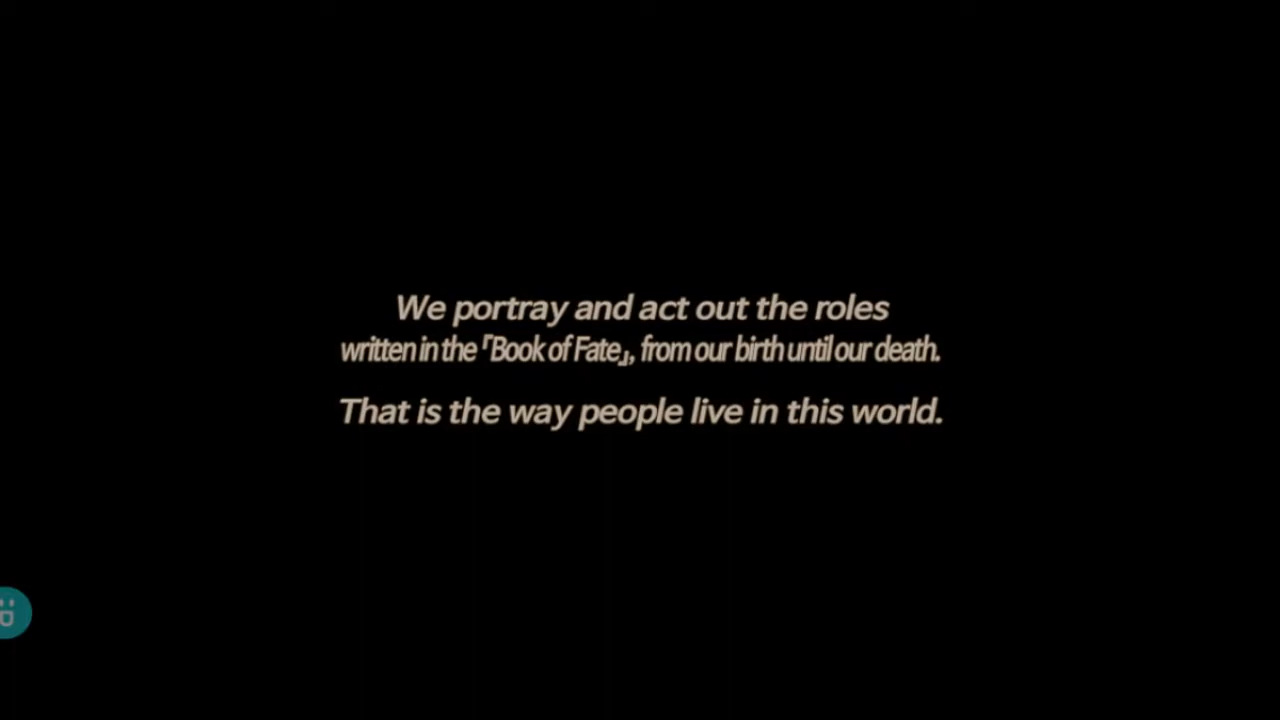 We portray and act out the roles
written in the『Book of Fate』, from our birth until our death.
That is the way people live in this world.